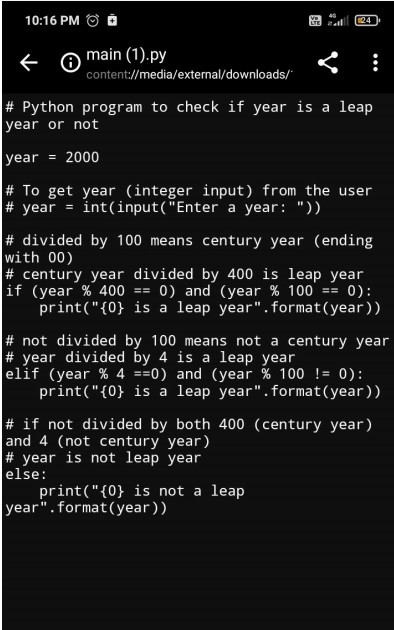 10:16 PM
Vo LTE 4G 24
main (1).py
content://media/external/downloads/
# Python program to check if year is a leap
year or not
year = 2000
# To get year (integer input) from the user
# year = int(input("Enter a year: "))
# divided by 100 means century year (ending
with 00)
# century year divided by 400 is leap year
if (year % 400 == 0) and (year % 100 == 0):
    print("{0} is a leap year".format(year))
# not divided by 100 means not a century year
# year divided by 4 is a leap year
elif (year % 4 ==0) and (year % 100 != 0):
    print("{0} is a leap year".format(year))
# if not divided by both 400 (century year)
and 4 (not century year)
# year is not leap year
else:
    print("{0} is not a leap
year".format(year))